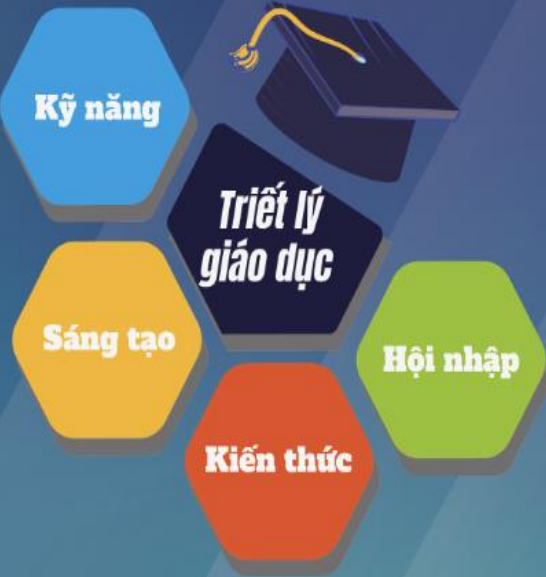 Kỹ năng
Triết lý
giáo dục
Sáng tạo
Hội nhập
Kiến thức